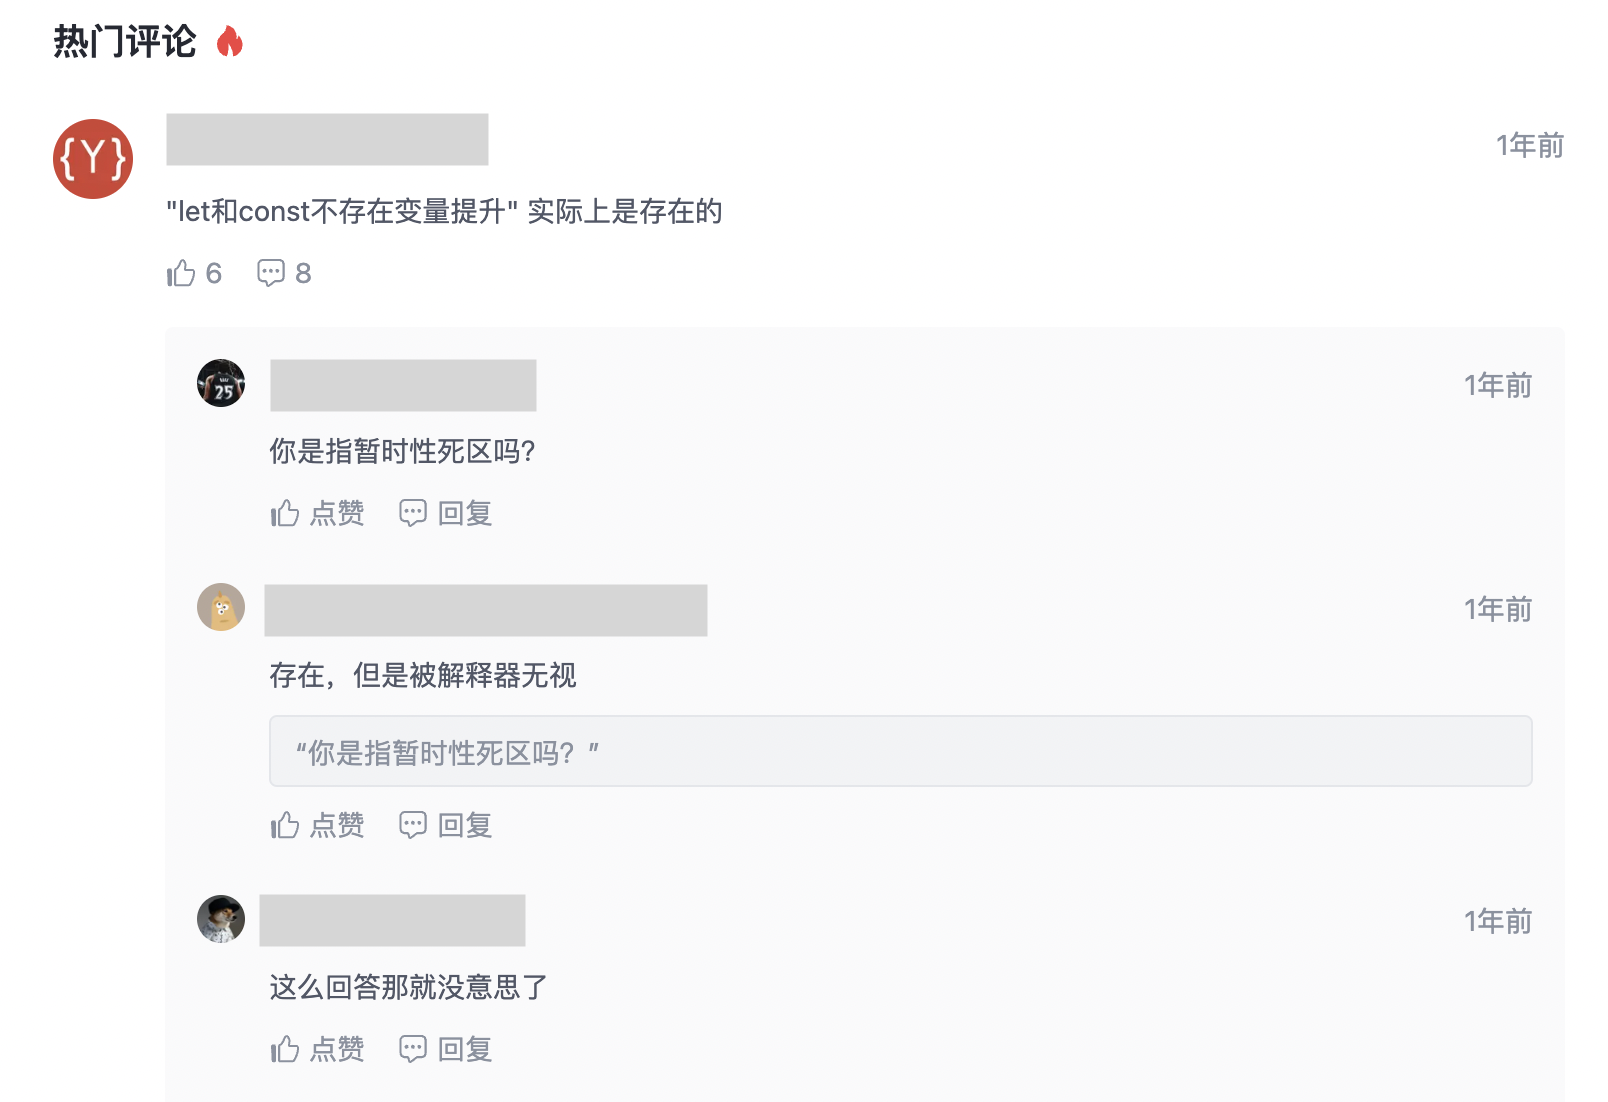 热门评论
{Y}
1年前
"let和const不存在变量提升" 实际上是存在的
6
8
25
1年前
你是指暂时性死区吗?
点赞
回复
1年前
存在，但是被解释器无视
“你是指暂时性死区吗？”
点赞
回复
1年前
这么回答那就没意思了
点赞
回复